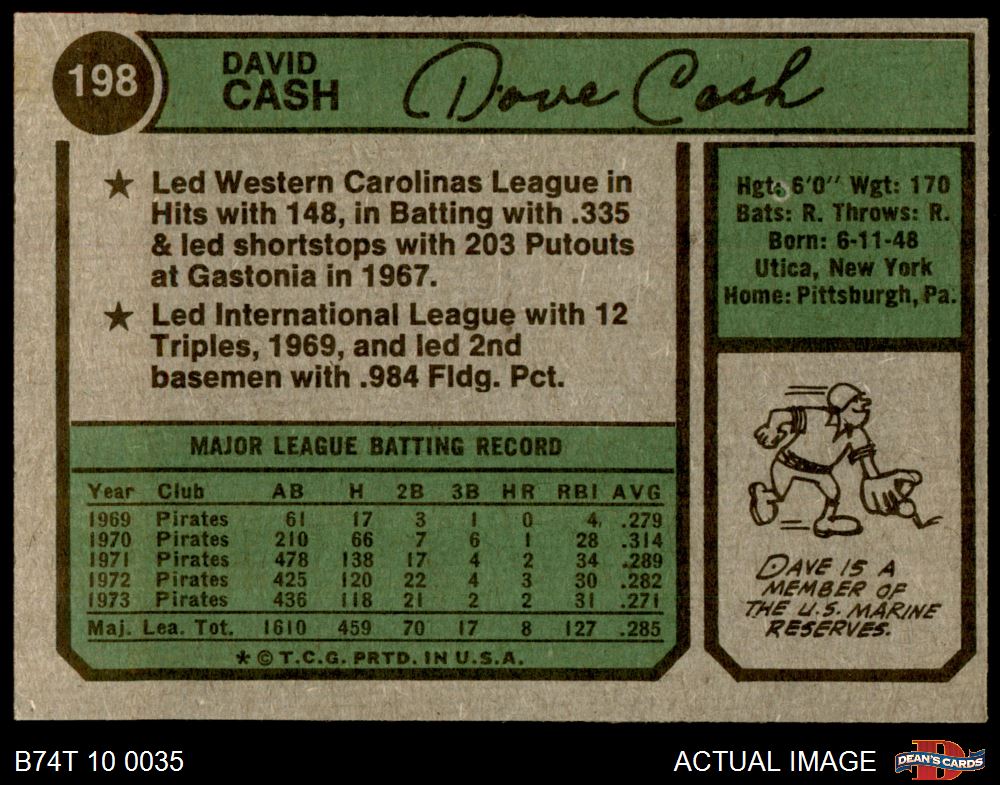 198
DAVID
CASH
Dave Cash
★ Led Western Carolinas League in
Hits with 148, in Batting with .335
& led shortstops with 203 Putouts
at Gastonia in 1967.
★ Led International League with 12
Triples, 1969, and led 2nd
basemen with .984 Fldg. Pct.
MAJOR LEAGUE BATTING RECORD
Year Club AB H 2B 3B HR RBI AVG
1969 Pirates 61 17 3 1 0 4 .279
1970 Pirates 210 66 7 6 1 28 .314
1971 Pirates 478 138 17 4 2 34 .289
1972 Pirates 425 120 22 4 3 30 .282
1973 Pirates 436 118 21 2 2 31 .271
Maj. Lea. Tot. 1610 459 70 17 8 127 .285
* © T.C.G. PRTD. IN U.S.A.
Hgt: 6'0'' Wgt: 170
Bats: R. Throws: R.
Born: 6-11-48
Utica, New York
Home: Pittsburgh, Pa.
DAVE IS A
MEMBER OF
THE U.S. MARINE
RESERVES.
B74T 10 0035
ACTUAL IMAGE
D
DEAN'S CARDS